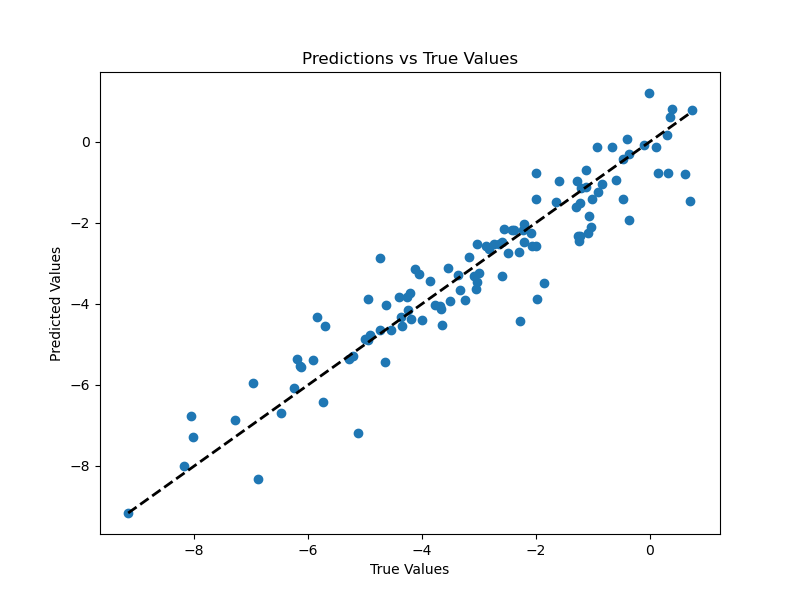 Predictions vs True Values
Predicted Values
0
−2
−4
−6
−8
−8 −6 −4 −2 0
True Values